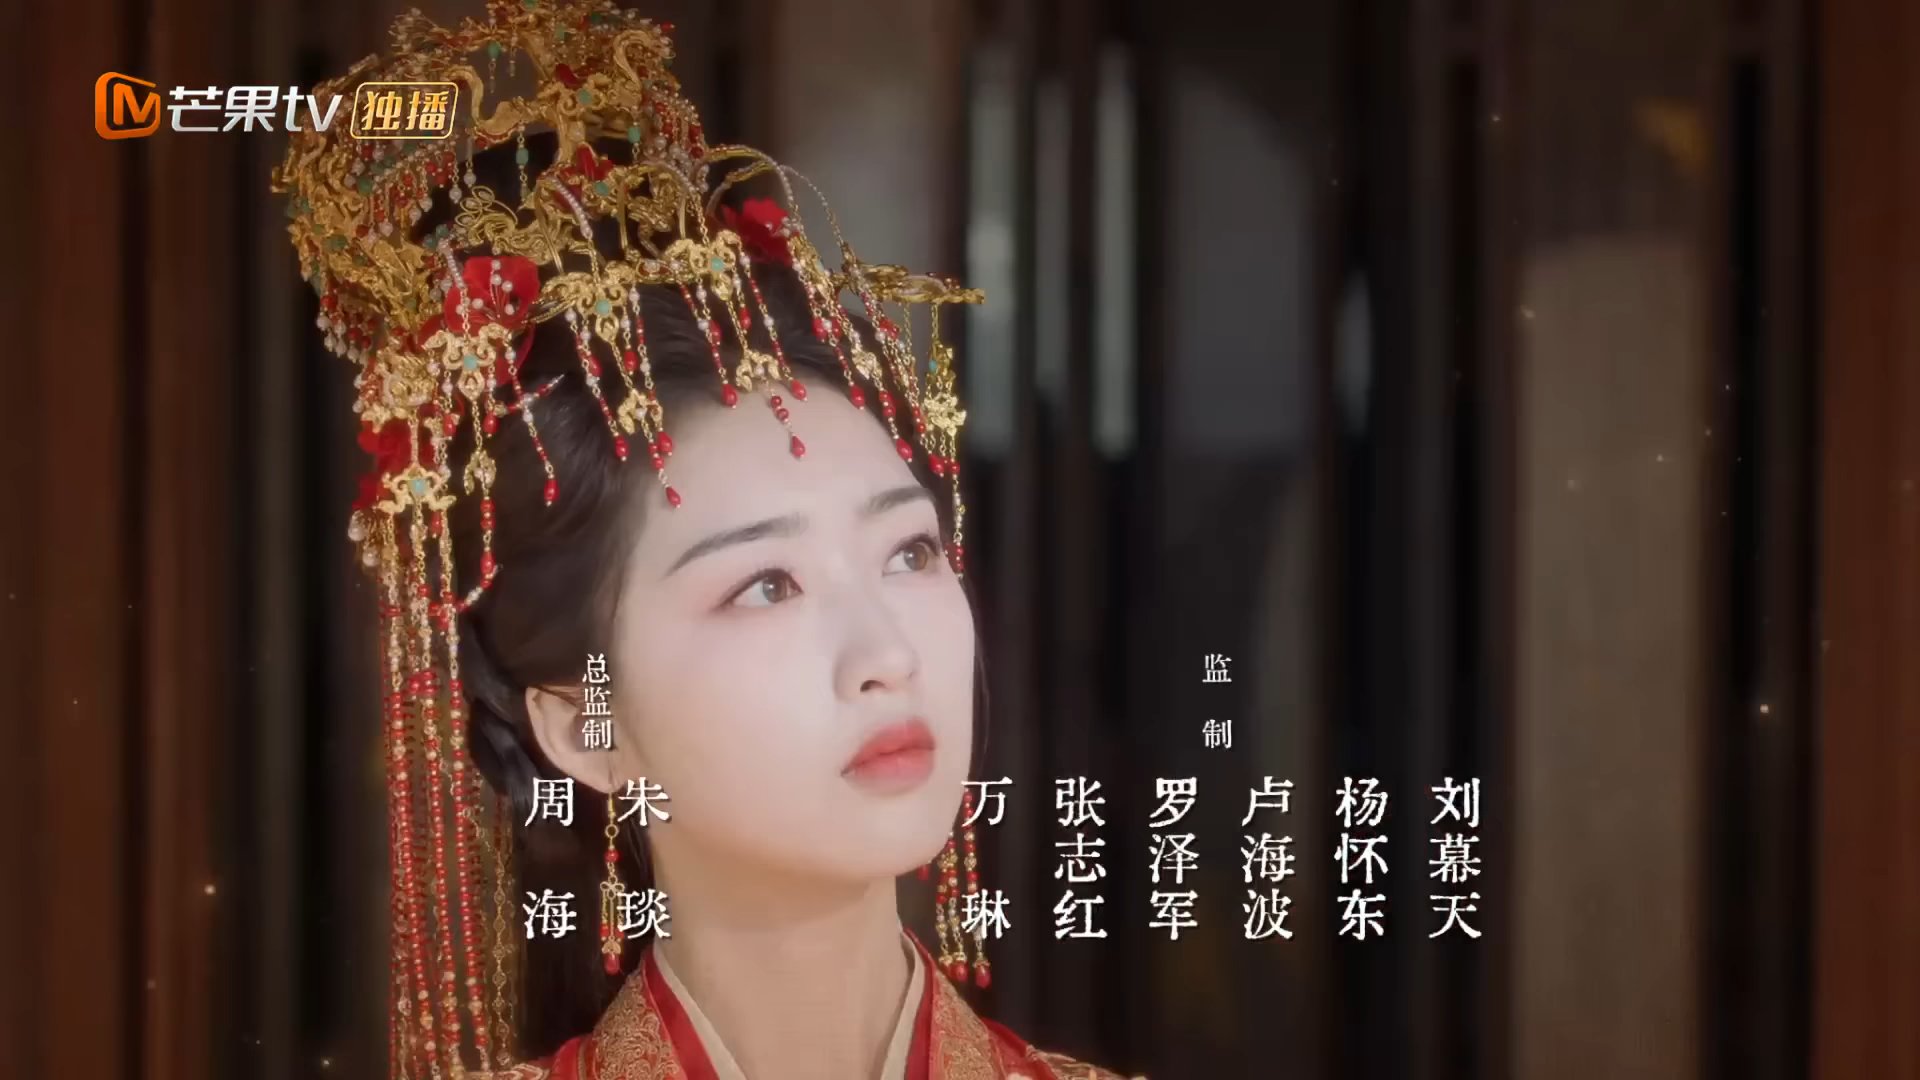 芒果tv 独播
总监制
周海
朱琰
监制
万琳
张志红
罗泽军
卢海波
杨怀东
刘幕天